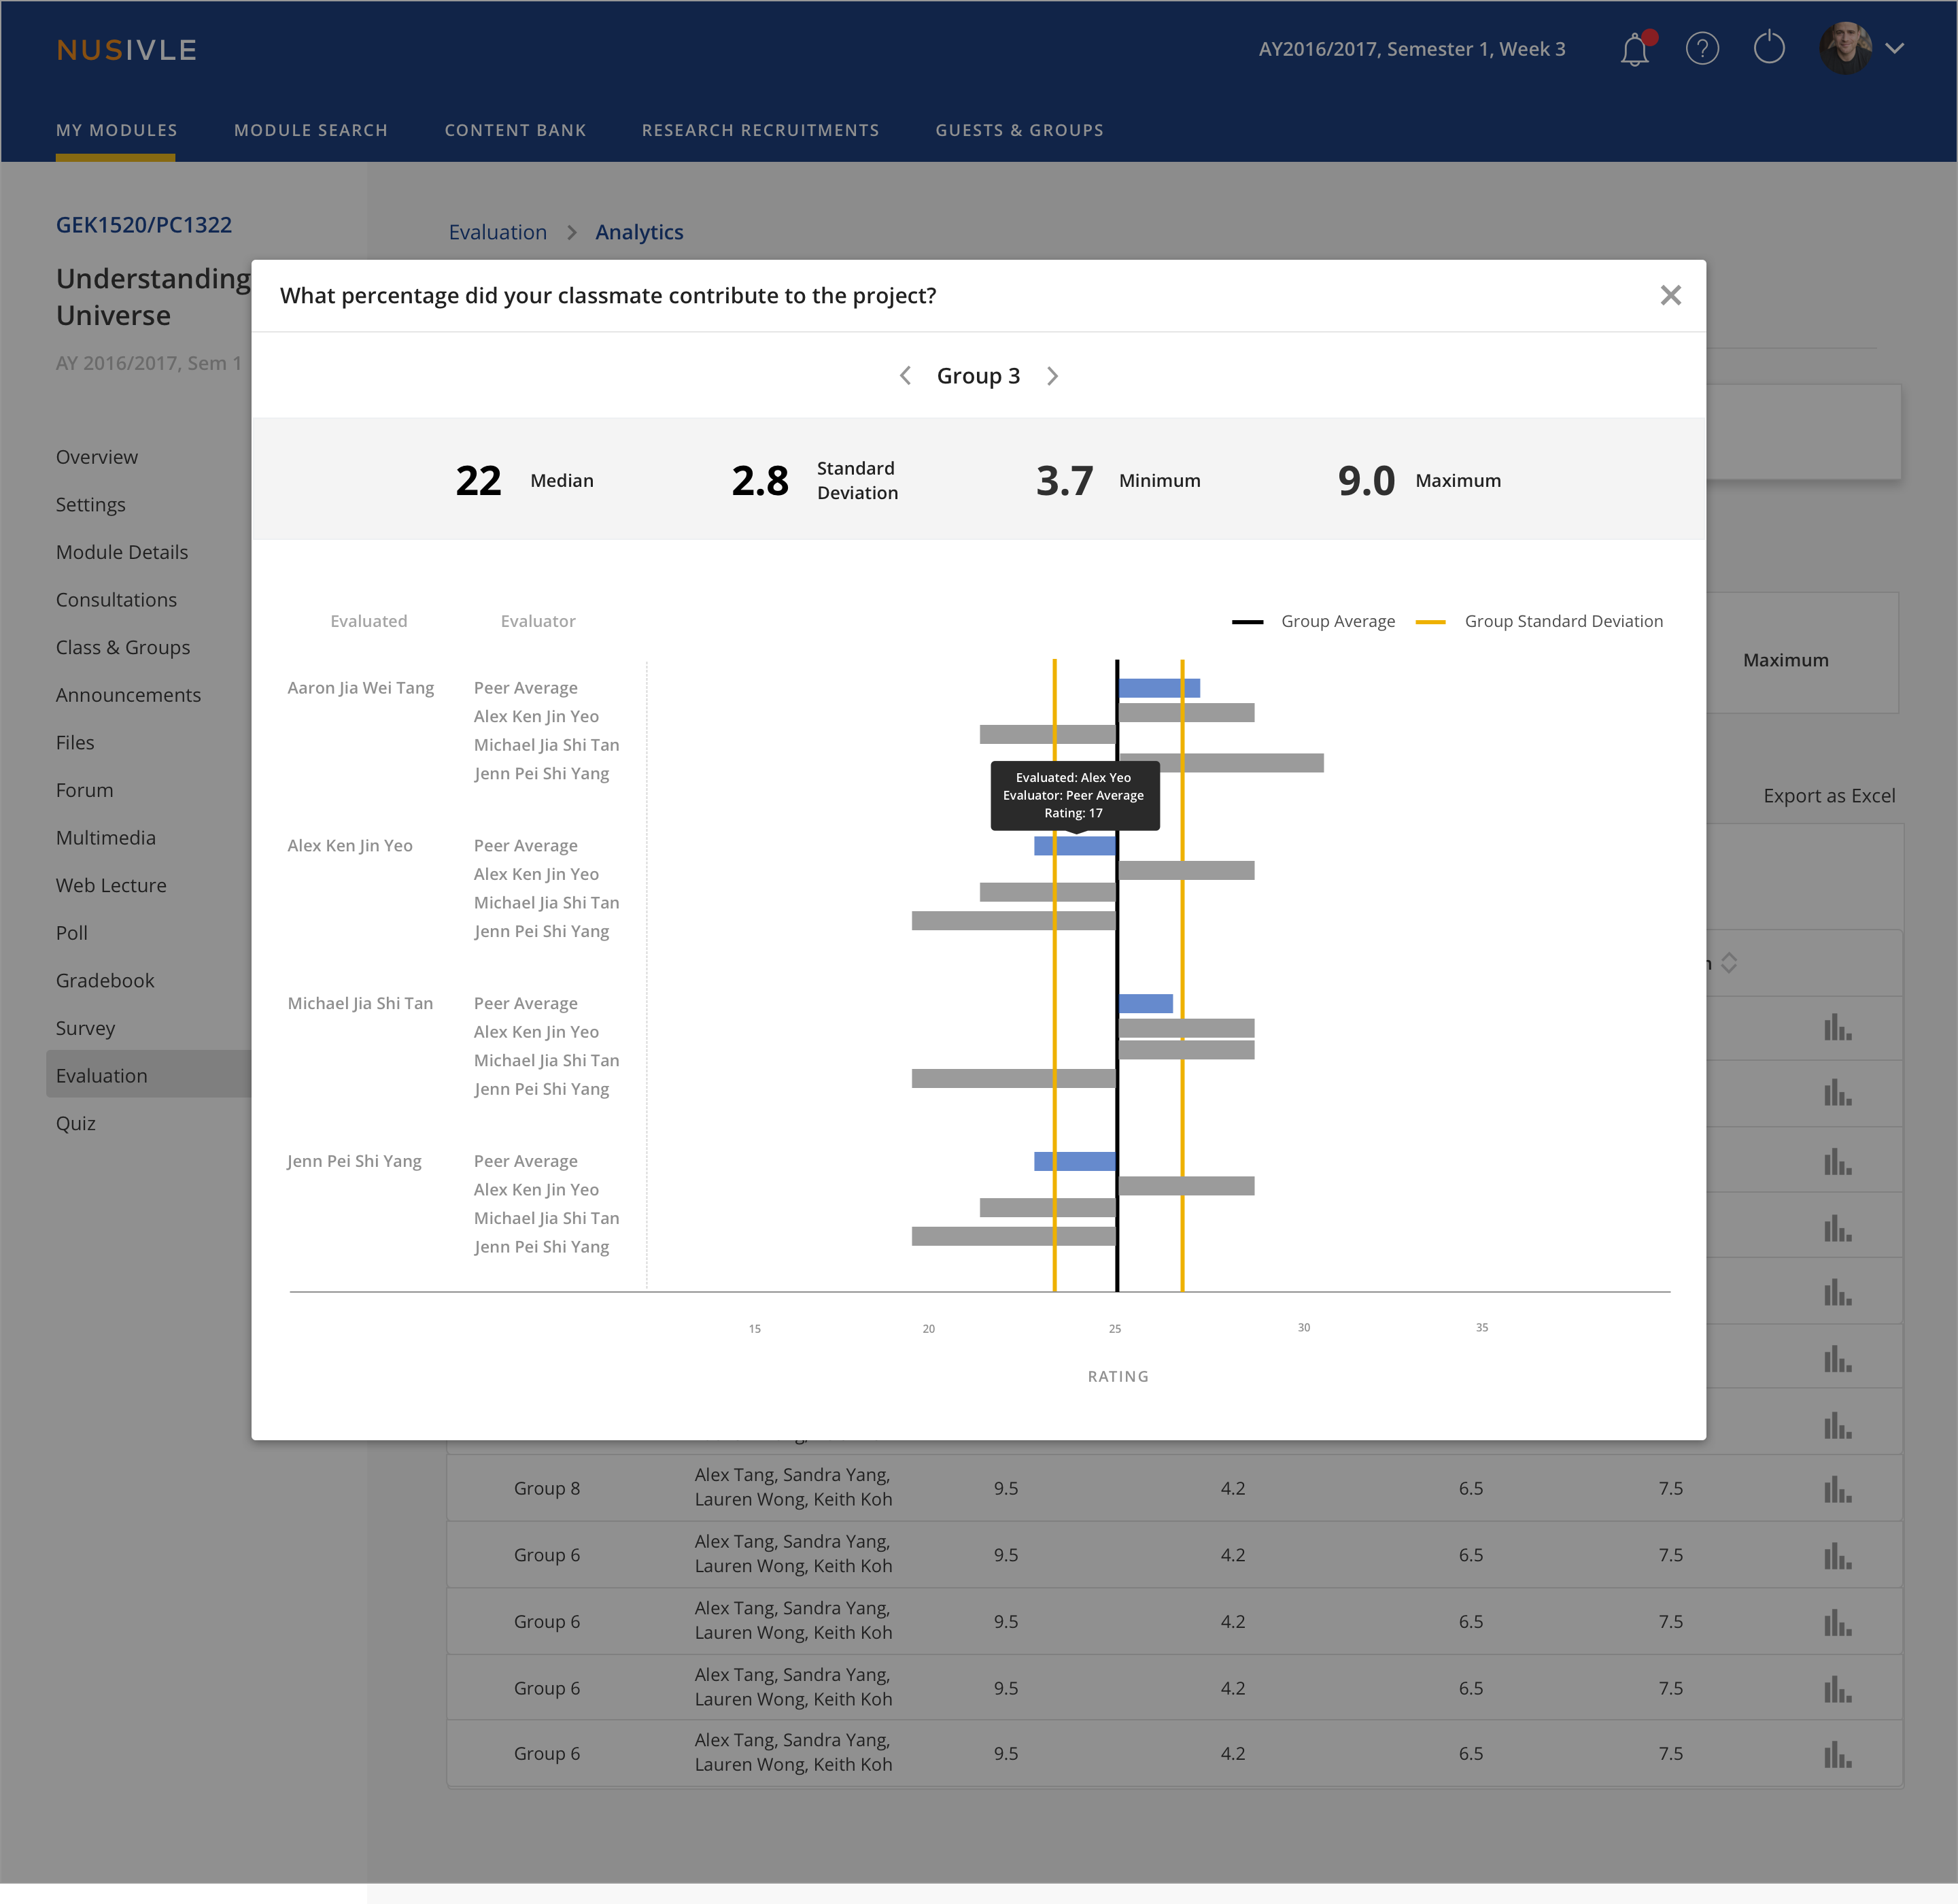 NUSIVLE
AY2016/2017, Semester 1, Week 3
MY MODULES
MODULE SEARCH
CONTENT BANK
RESEARCH RECRUITMENTS
GUESTS & GROUPS
GEK1520/PC1322
Understanding
Universe
AY 2016/2017, Sem 1
Overview
Settings
Module Details
Consultations
Class & Groups
Announcements
Files
Forum
Multimedia
Web Lecture
Poll
Gradebook
Survey
Evaluation
Quiz
Evaluation > Analytics
What percentage did your classmate contribute to the project?
Group 3
22 Median
2.8 Standard
Deviation
3.7 Minimum
9.0 Maximum
Evaluated
Evaluator
Group Average
Group Standard Deviation
Aaron Jia Wei Tang
Peer Average
Alex Ken Jin Yeo
Michael Jia Shi Tan
Jenn Pei Shi Yang
Evaluated: Alex Yeo
Evaluator: Peer Average
Rating: 17
Alex Ken Jin Yeo
Peer Average
Alex Ken Jin Yeo
Michael Jia Shi Tan
Jenn Pei Shi Yang
Michael Jia Shi Tan
Peer Average
Alex Ken Jin Yeo
Michael Jia Shi Tan
Jenn Pei Shi Yang
Jenn Pei Shi Yang
Peer Average
Alex Ken Jin Yeo
Michael Jia Shi Tan
Jenn Pei Shi Yang
15
20
25
30
35
RATING
Maximum
Export as Excel
Group 8
Alex Tang, Sandra Yang,
Lauren Wong, Keith Koh
9.5
4.2
6.5
7.5
Group 6
Alex Tang, Sandra Yang,
Lauren Wong, Keith Koh
9.5
4.2
6.5
7.5
Group 6
Alex Tang, Sandra Yang,
Lauren Wong, Keith Koh
9.5
4.2
6.5
7.5
Group 6
Alex Tang, Sandra Yang,
Lauren Wong, Keith Koh
9.5
4.2
6.5
7.5
Group 6
Alex Tang, Sandra Yang,
Lauren Wong, Keith Koh
9.5
4.2
6.5
7.5